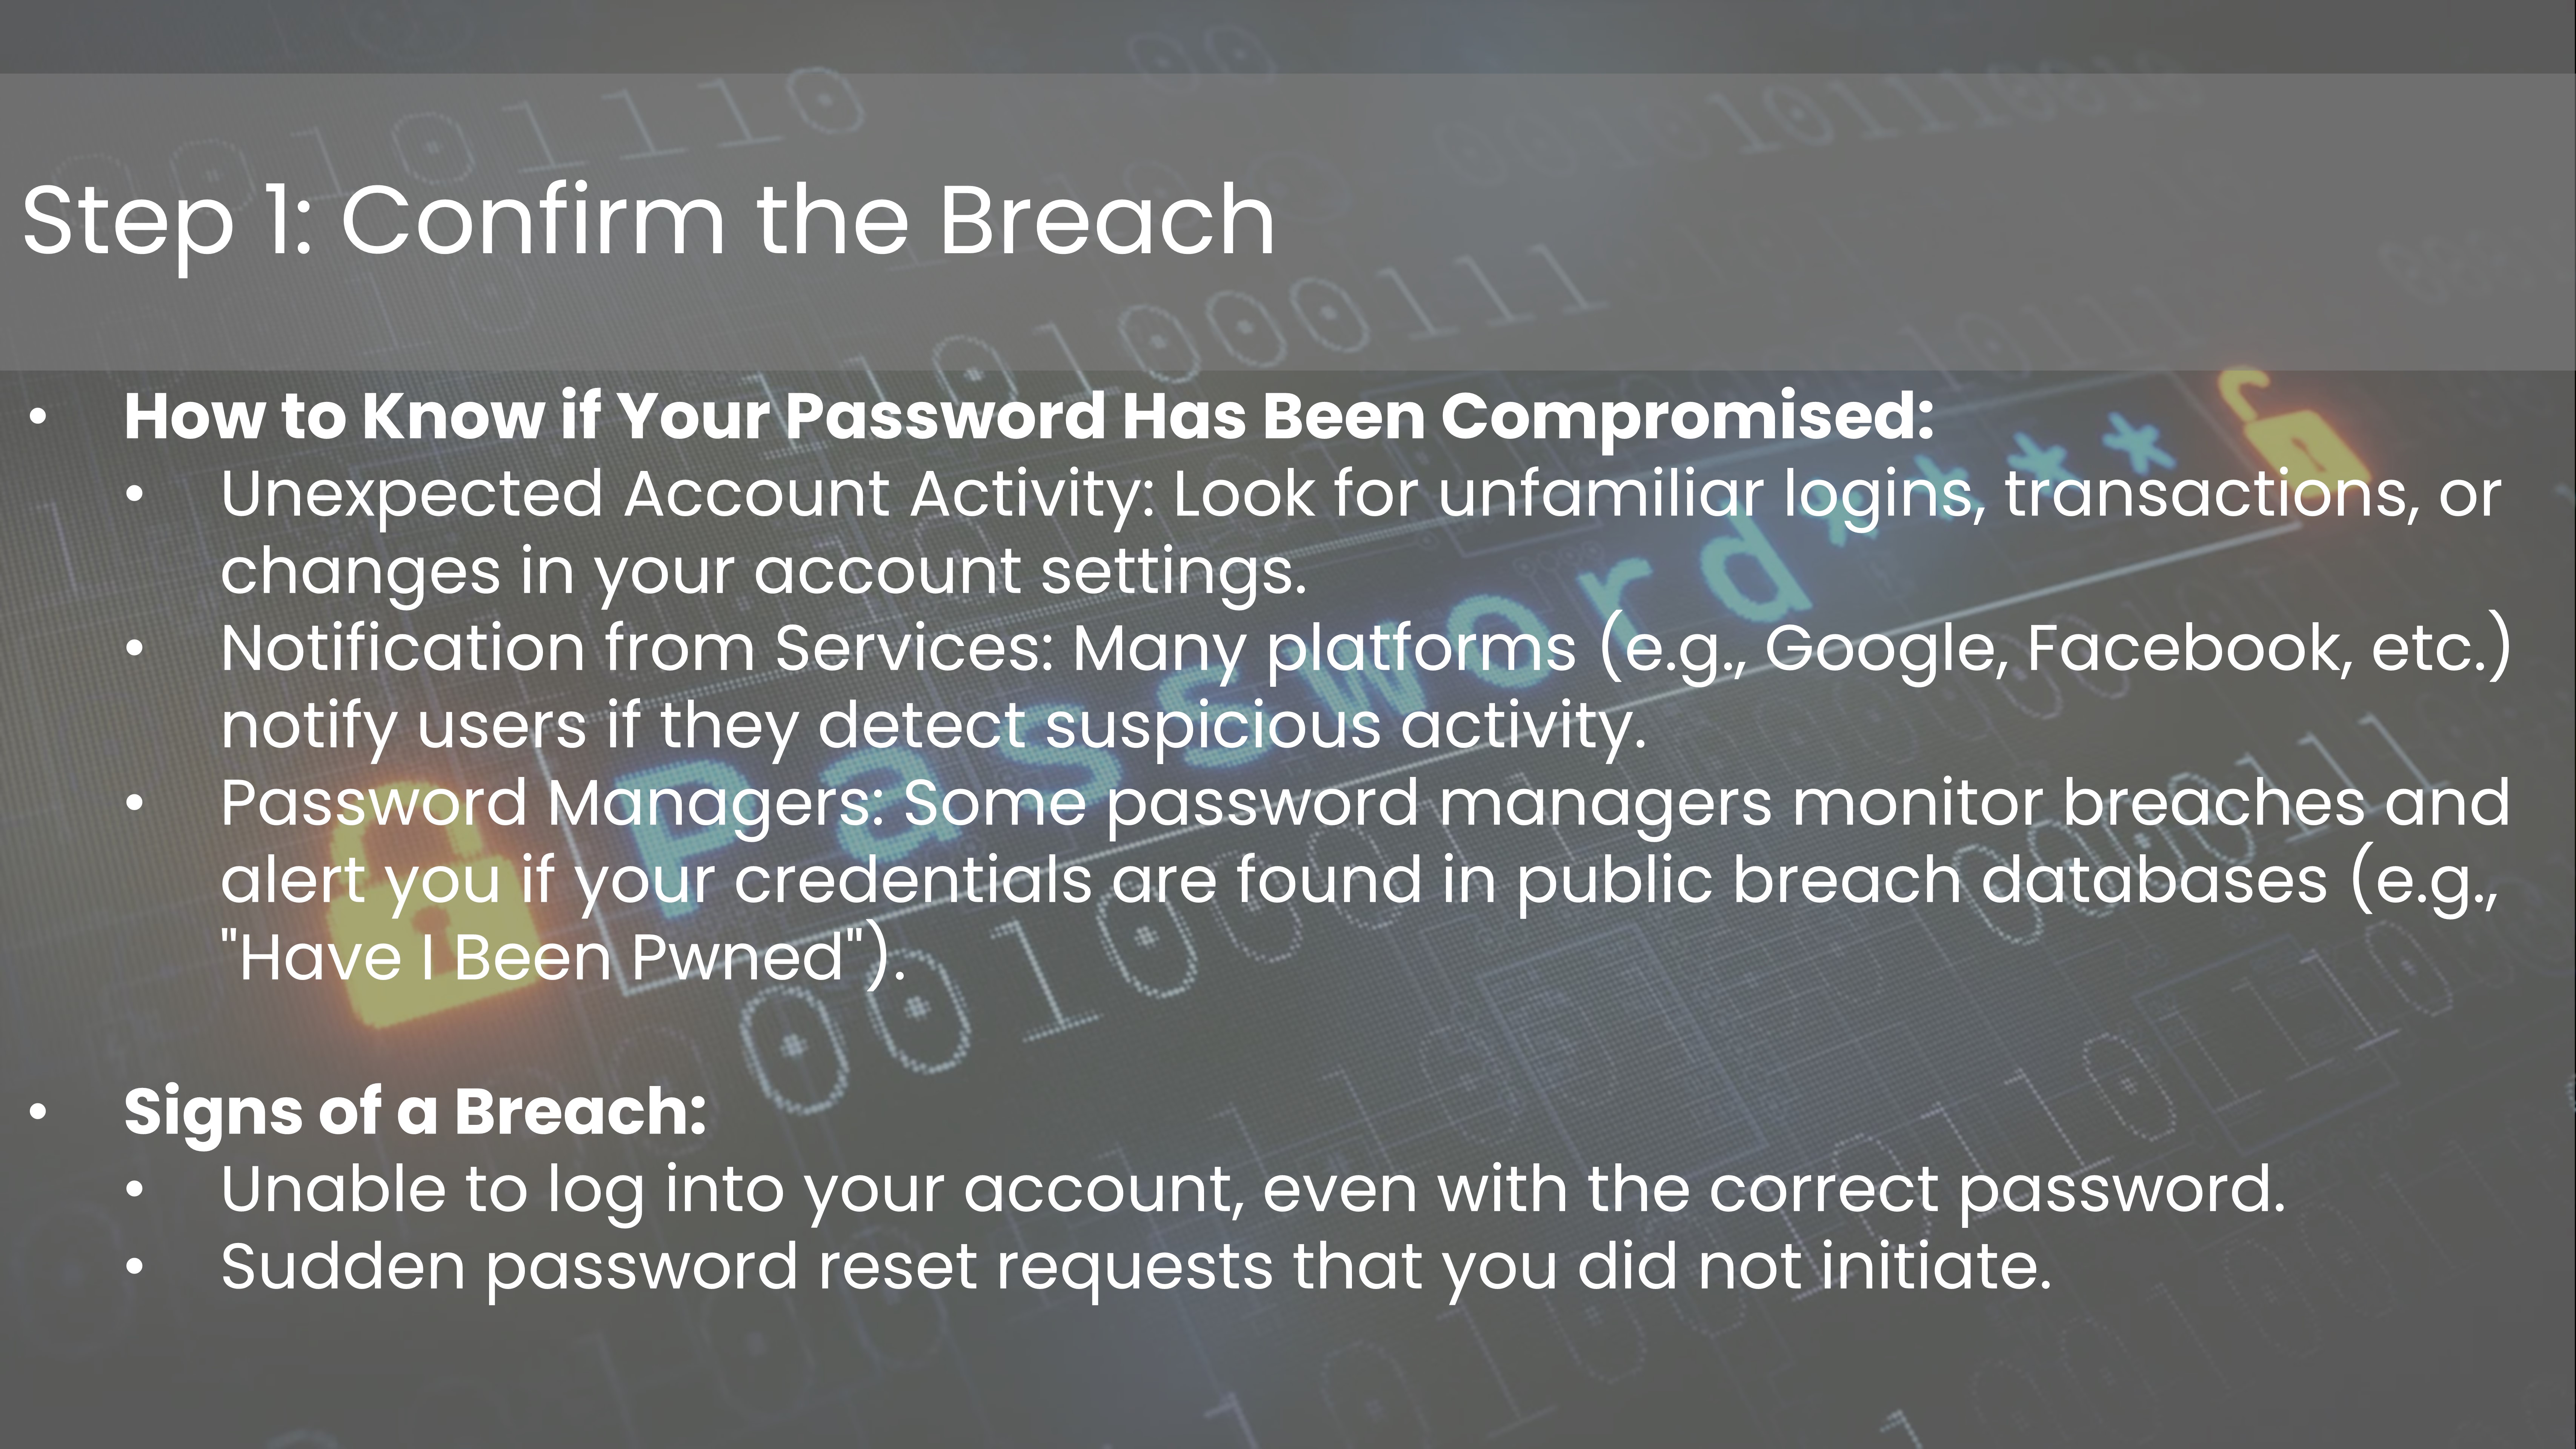 Step 1: Confirm the Breach
• How to Know if Your Password Has Been Compromised:
• Unexpected Account Activity: Look for unfamiliar logins, transactions, or
changes in your account settings.
• Notification from Services: Many platforms (e.g., Google, Facebook, etc.)
notify users if they detect suspicious activity.
• Password Managers: Some password managers monitor breaches and
alert you if your credentials are found in public breach databases (e.g.,
"Have I Been Pwned").
• Signs of a Breach:
• Unable to log into your account, even with the correct password.
• Sudden password reset requests that you did not initiate.
Password****